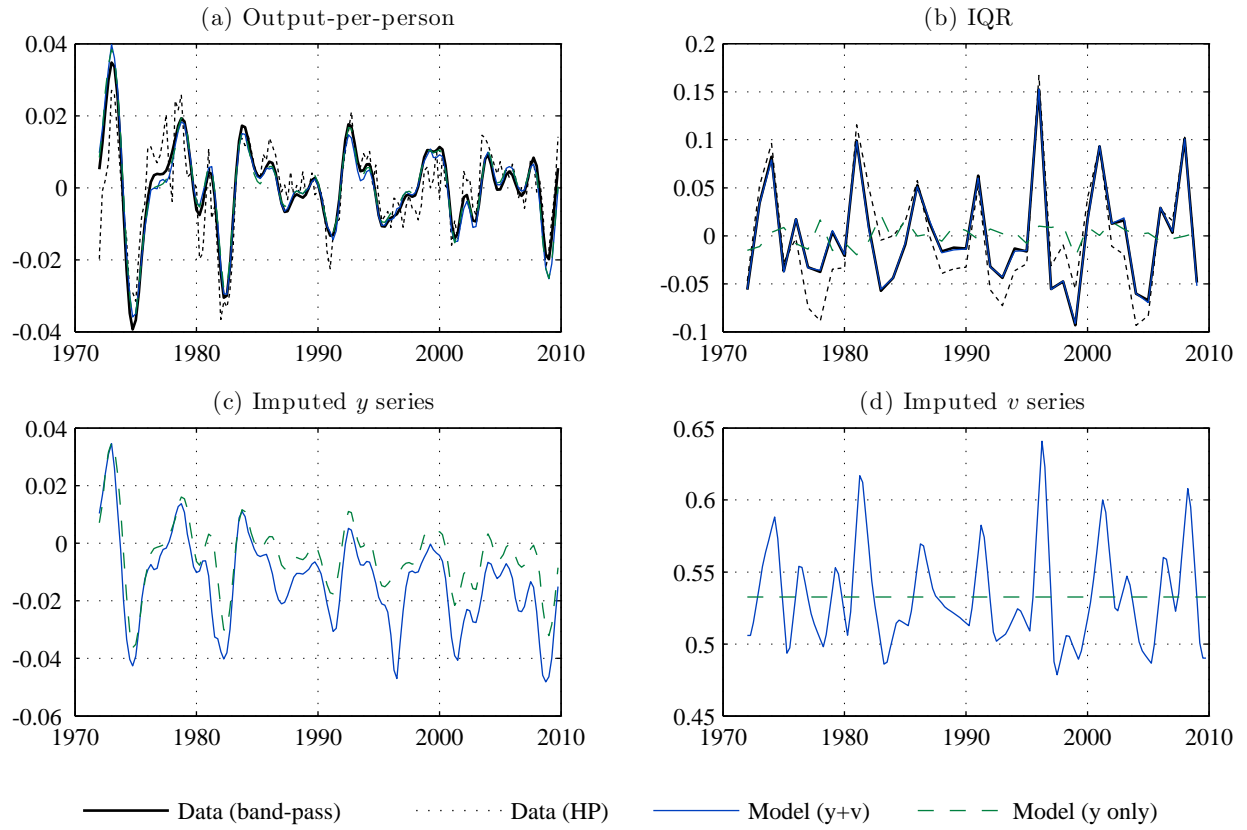 (a) Output-per-person
(b) IQR
0.04
0.02
0
-0.02
-0.04
1970 1980 1990 2000 2010
0.2
0.15
0.1
0.05
0
-0.05
-0.1
1970 1980 1990 2000 2010
(c) Imputed y series
(d) Imputed v series
0.04
0.02
0
-0.02
-0.04
-0.06
1970 1980 1990 2000 2010
0.65
0.6
0.55
0.5
0.45
1970 1980 1990 2000 2010
Data (band-pass) Data (HP) Model (y+v) Model (y only)